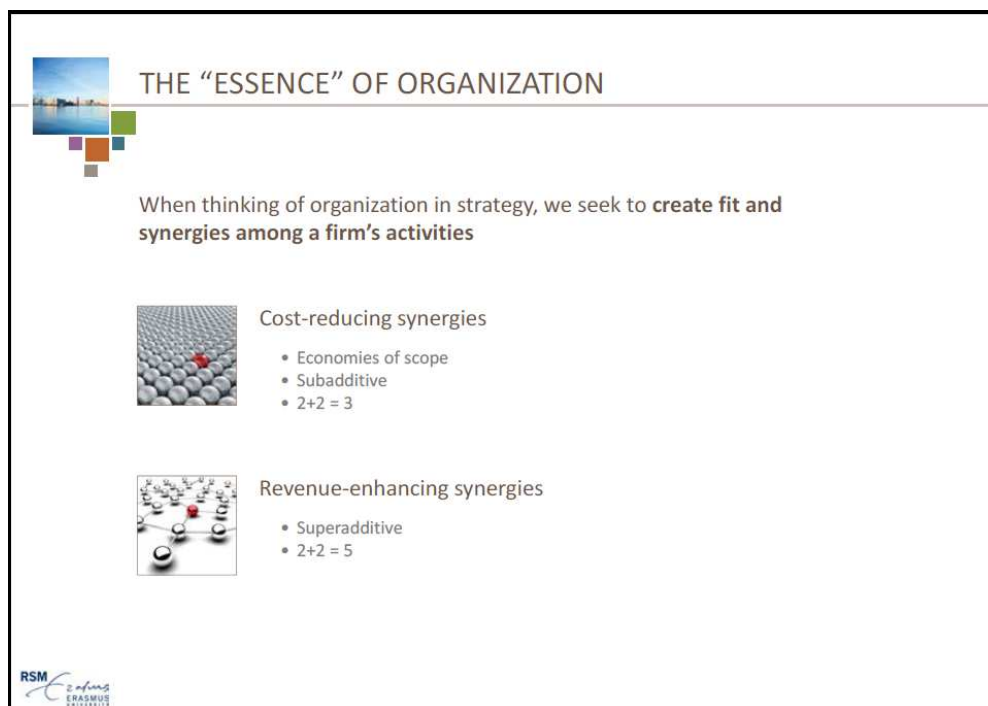 THE “ESSENCE” OF ORGANIZATION
When thinking of organization in strategy, we seek to create fit and
synergies among a firm’s activities
Cost-reducing synergies
• Economies of scope
• Subadditive
• 2+2 = 3
Revenue-enhancing synergies
• Superadditive
• 2+2 = 5
RSM
Erasmus
ERASMUS
UNIVERSITY